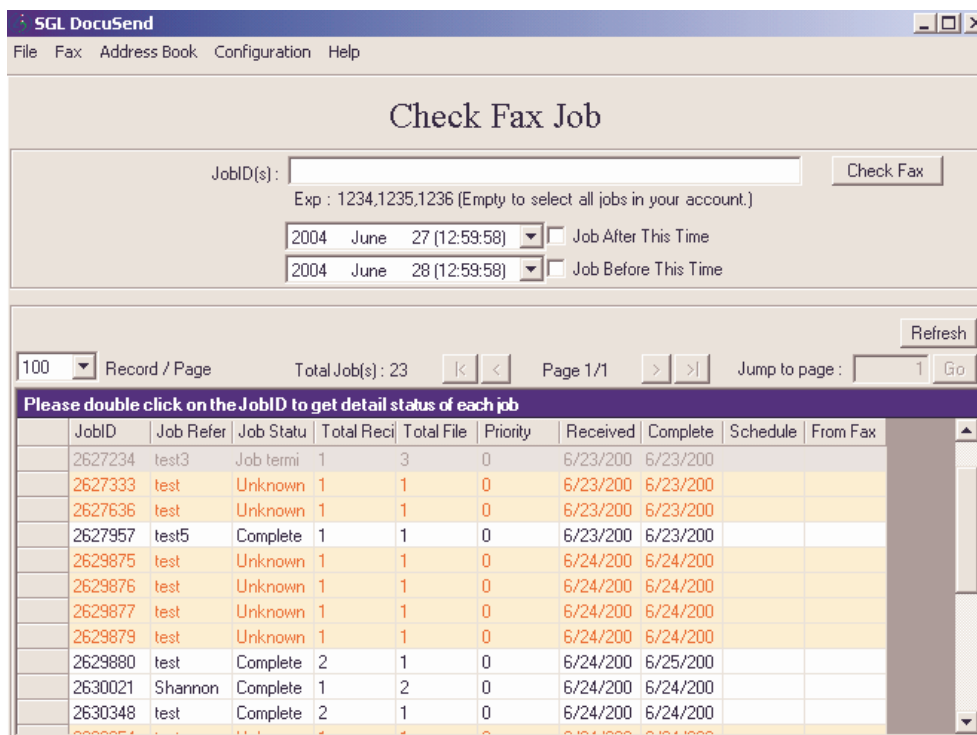 SGL DocuSend
File Fax Address Book Configuration Help
Check Fax Job
JobID(s) : Check Fax
Exp : 1234,1235,1236 (Empty to select all jobs in your account.)
2004 June 27 (12:59:58) Job After This Time
2004 June 28 (12:59:58) Job Before This Time
Refresh
100 Record / Page Total Job(s) : 23 |< < Page 1/1 > >| Jump to page : 1 Go
Please double click on the JobID to get detail status of each job
JobID Job Refer Job Statu Total Reci Total File Priority Received Complete Schedule From Fax
2627234 test3 Job termi 1 3 0 6/23/200 6/23/200
2627333 test Unknown 1 1 0 6/23/200 6/23/200
2627636 test Unknown 1 1 0 6/23/200 6/23/200
2627957 test5 Complete 1 1 0 6/23/200 6/23/200
2629875 test Unknown 1 1 0 6/24/200 6/24/200
2629876 test Unknown 1 1 0 6/24/200 6/24/200
2629877 test Unknown 1 1 0 6/24/200 6/24/200
2629879 test Unknown 1 1 0 6/24/200 6/24/200
2629880 test Complete 2 1 0 6/24/200 6/25/200
2630021 Shannon Complete 1 2 0 6/24/200 6/24/200
2630348 test Complete 2 1 0 6/24/200 6/24/200